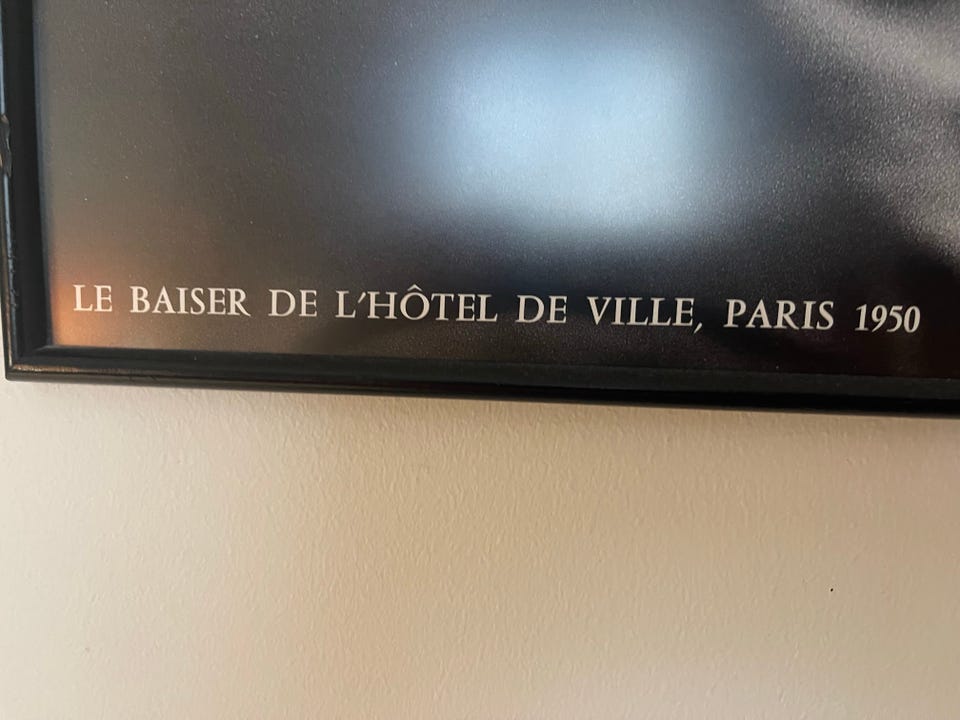 LE BAISER DE L'HÔTEL DE VILLE, PARIS 1950